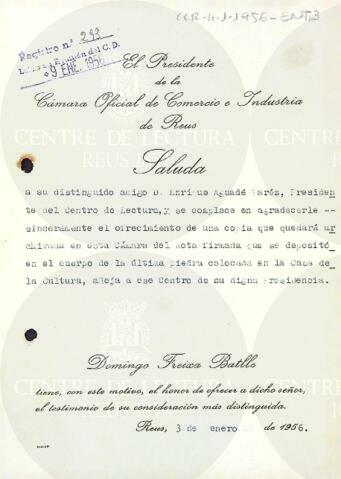 CCR-4-1-1956-ENT13
Registro n.º 293
9 ENE. 1956
El Presidente
de la
Cámara Oficial de Comercio e Industria
de Reus
CENTRE DE LECTURA
REUS
Saluda
a su distinguido amigo D. Enrique Aguadé Parés, Presiden
te del Centro de Lectura, y se complace en agradecerle --
sinceramente el ofrecimiento de una copia que quedará ar
chivada en esta Cámara del Acta firmada que se depositó
en el cuerpo de la última piedra colocada en la Casa de
la Cultura, aneja a ese Centro de su digna Presidencia.
Domingo Freixa Batlle
tiene, con este motivo, el honor de ofrecer a dicho señor,
el testimonio de su consideración más distinguida.
Reus, 3 de enero de 1956.